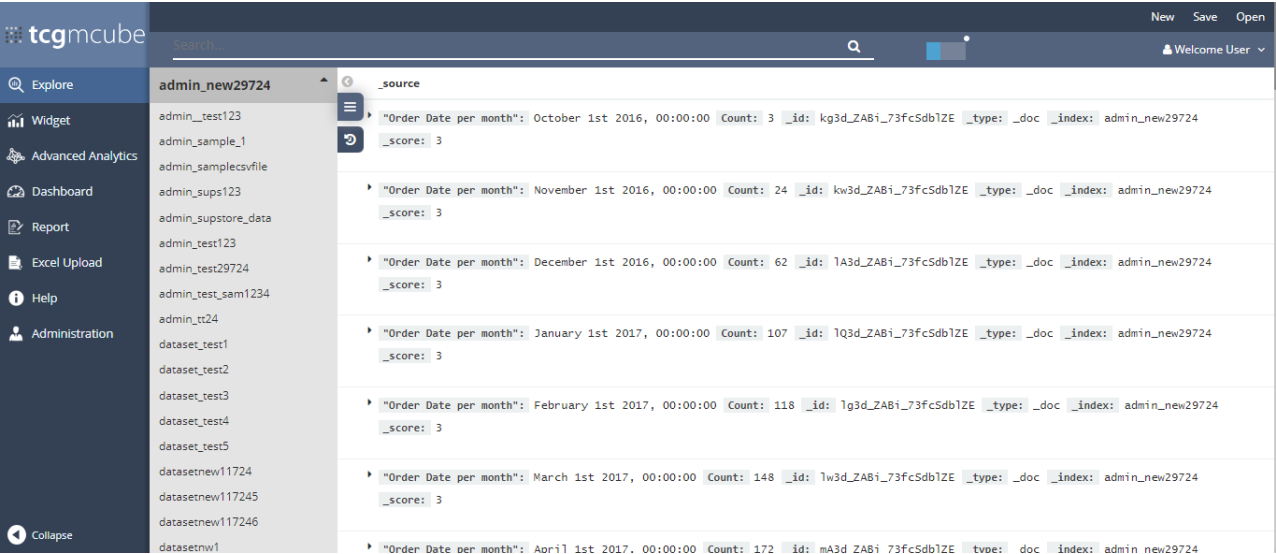 tcgmcube
New Save Open
Search...
Welcome User
Explore
Widget
Advanced Analytics
Dashboard
Report
Excel Upload
Help
Administration
Collapse
admin_new29724
admin__test123
admin_sample_1
admin_samplecsvfile
admin_sups123
admin_supstore_data
admin_test123
admin_test29724
admin_test_sam1234
admin_tt24
dataset_test1
dataset_test2
dataset_test3
dataset_test4
dataset_test5
datasetnew11724
datasetnew117245
datasetnew117246
datasetnw1
_source
"Order Date per month": October 1st 2016, 00:00:00 Count: 3 _id: kg3d_ZABi_73fcSdblZE _type: _doc _index: admin_new29724
_score: 3
"Order Date per month": November 1st 2016, 00:00:00 Count: 24 _id: kw3d_ZABi_73fcSdblZE _type: _doc _index: admin_new29724
_score: 3
"Order Date per month": December 1st 2016, 00:00:00 Count: 62 _id: lA3d_ZABi_73fcSdblZE _type: _doc _index: admin_new29724
_score: 3
"Order Date per month": January 1st 2017, 00:00:00 Count: 107 _id: lQ3d_ZABi_73fcSdblZE _type: _doc _index: admin_new29724
_score: 3
"Order Date per month": February 1st 2017, 00:00:00 Count: 118 _id: lg3d_ZABi_73fcSdblZE _type: _doc _index: admin_new29724
_score: 3
"Order Date per month": March 1st 2017, 00:00:00 Count: 148 _id: lw3d_ZABi_73fcSdblZE _type: _doc _index: admin_new29724
_score: 3
"Order Date per month": April 1st 2017, 00:00:00 Count: 172 _id: mA3d_ZABi_73fcSdblZE _type: _doc _index: admin_new29724